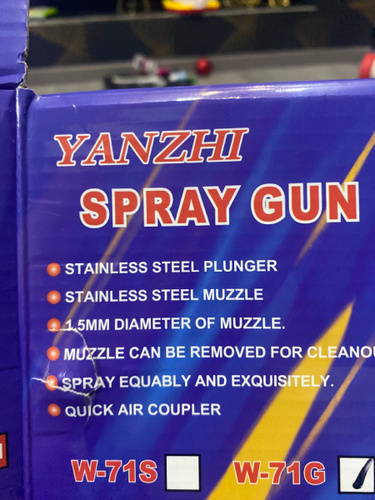 YANZHI
SPRAY GUN
STAINLESS STEEL PLUNGER
STAINLESS STEEL MUZZLE
1.5MM DIAMETER OF MUZZLE.
MUZZLE CAN BE REMOVED FOR CLEANOU
SPRAY EQUABLY AND EXQUISITELY.
QUICK AIR COUPLER
W-71S W-71G